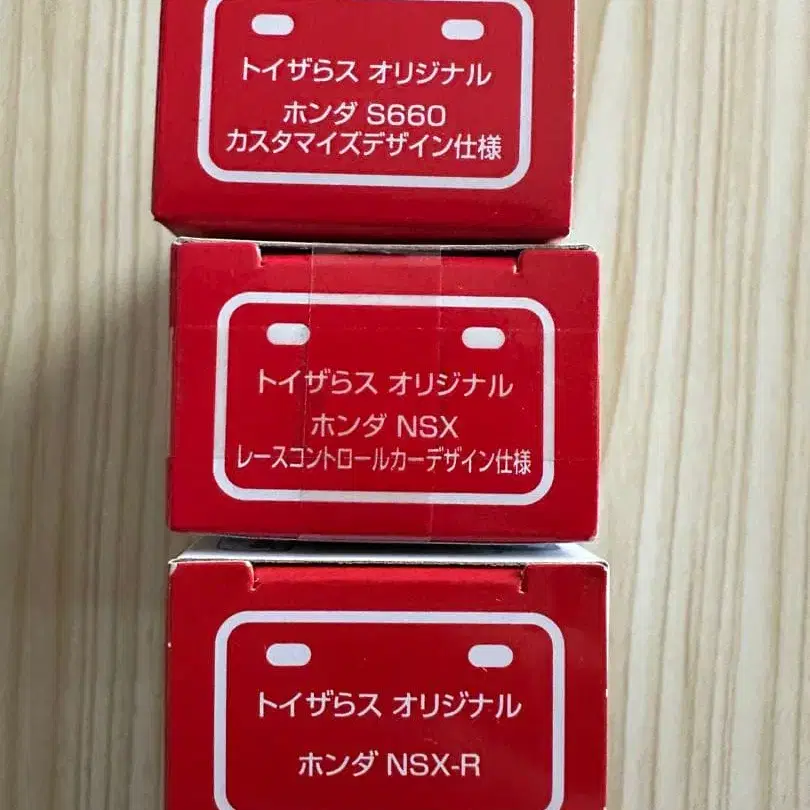 トイザらス オリジナル
ホンダ S660
カスタマイズデザイン仕様
トイザらス オリジナル
ホンダ NSX
レースコントロールカーデザイン仕様
トイザらス オリジナル
ホンダ NSX-R